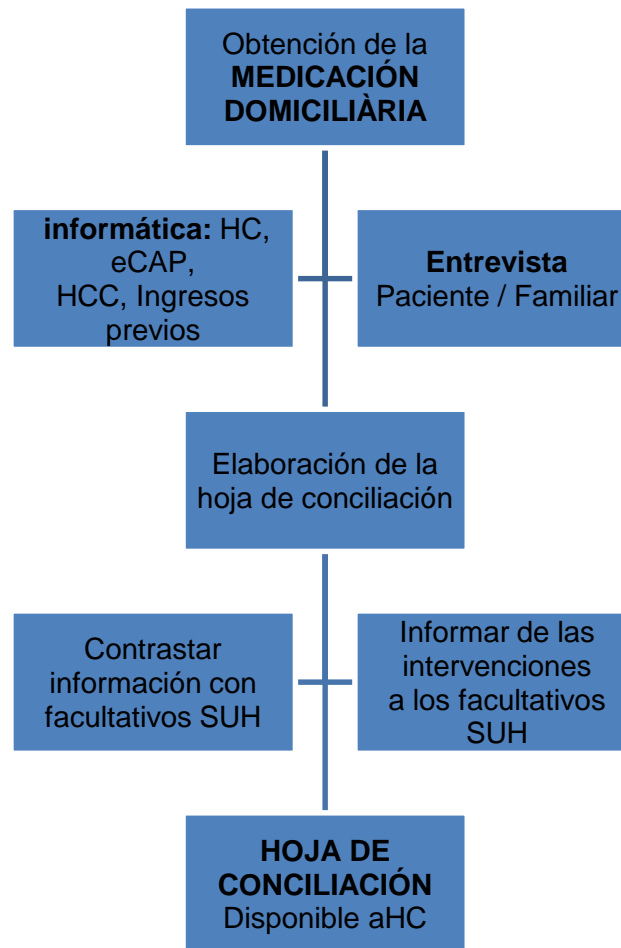 Obtención de la
MEDICACIÓN
DOMICILIÀRIA
informática: HC,
eCAP,
HCC, Ingresos
previos
Entrevista
Paciente / Familiar
Elaboración de la
hoja de conciliación
Contrastar
información con
facultativos SUH
Informar de las
intervenciones
a los facultativos
SUH
HOJA DE
CONCILIACIÓN
Disponible aHC